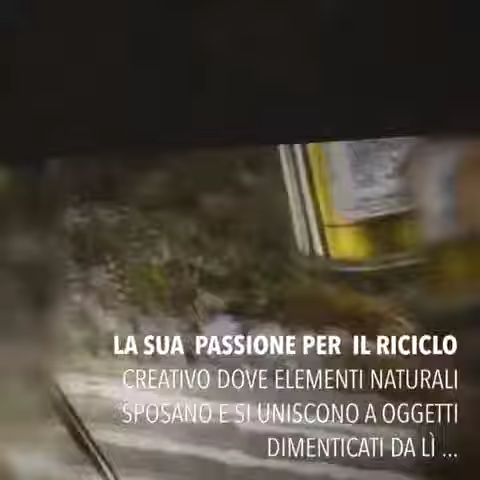 LA SUA PASSIONE PER IL RICICLO
CREATIVO DOVE ELEMENTI NATURALI
SPOSANO E SI UNISCONO A OGGETTI
DIMENTICATI DA LÌ ...